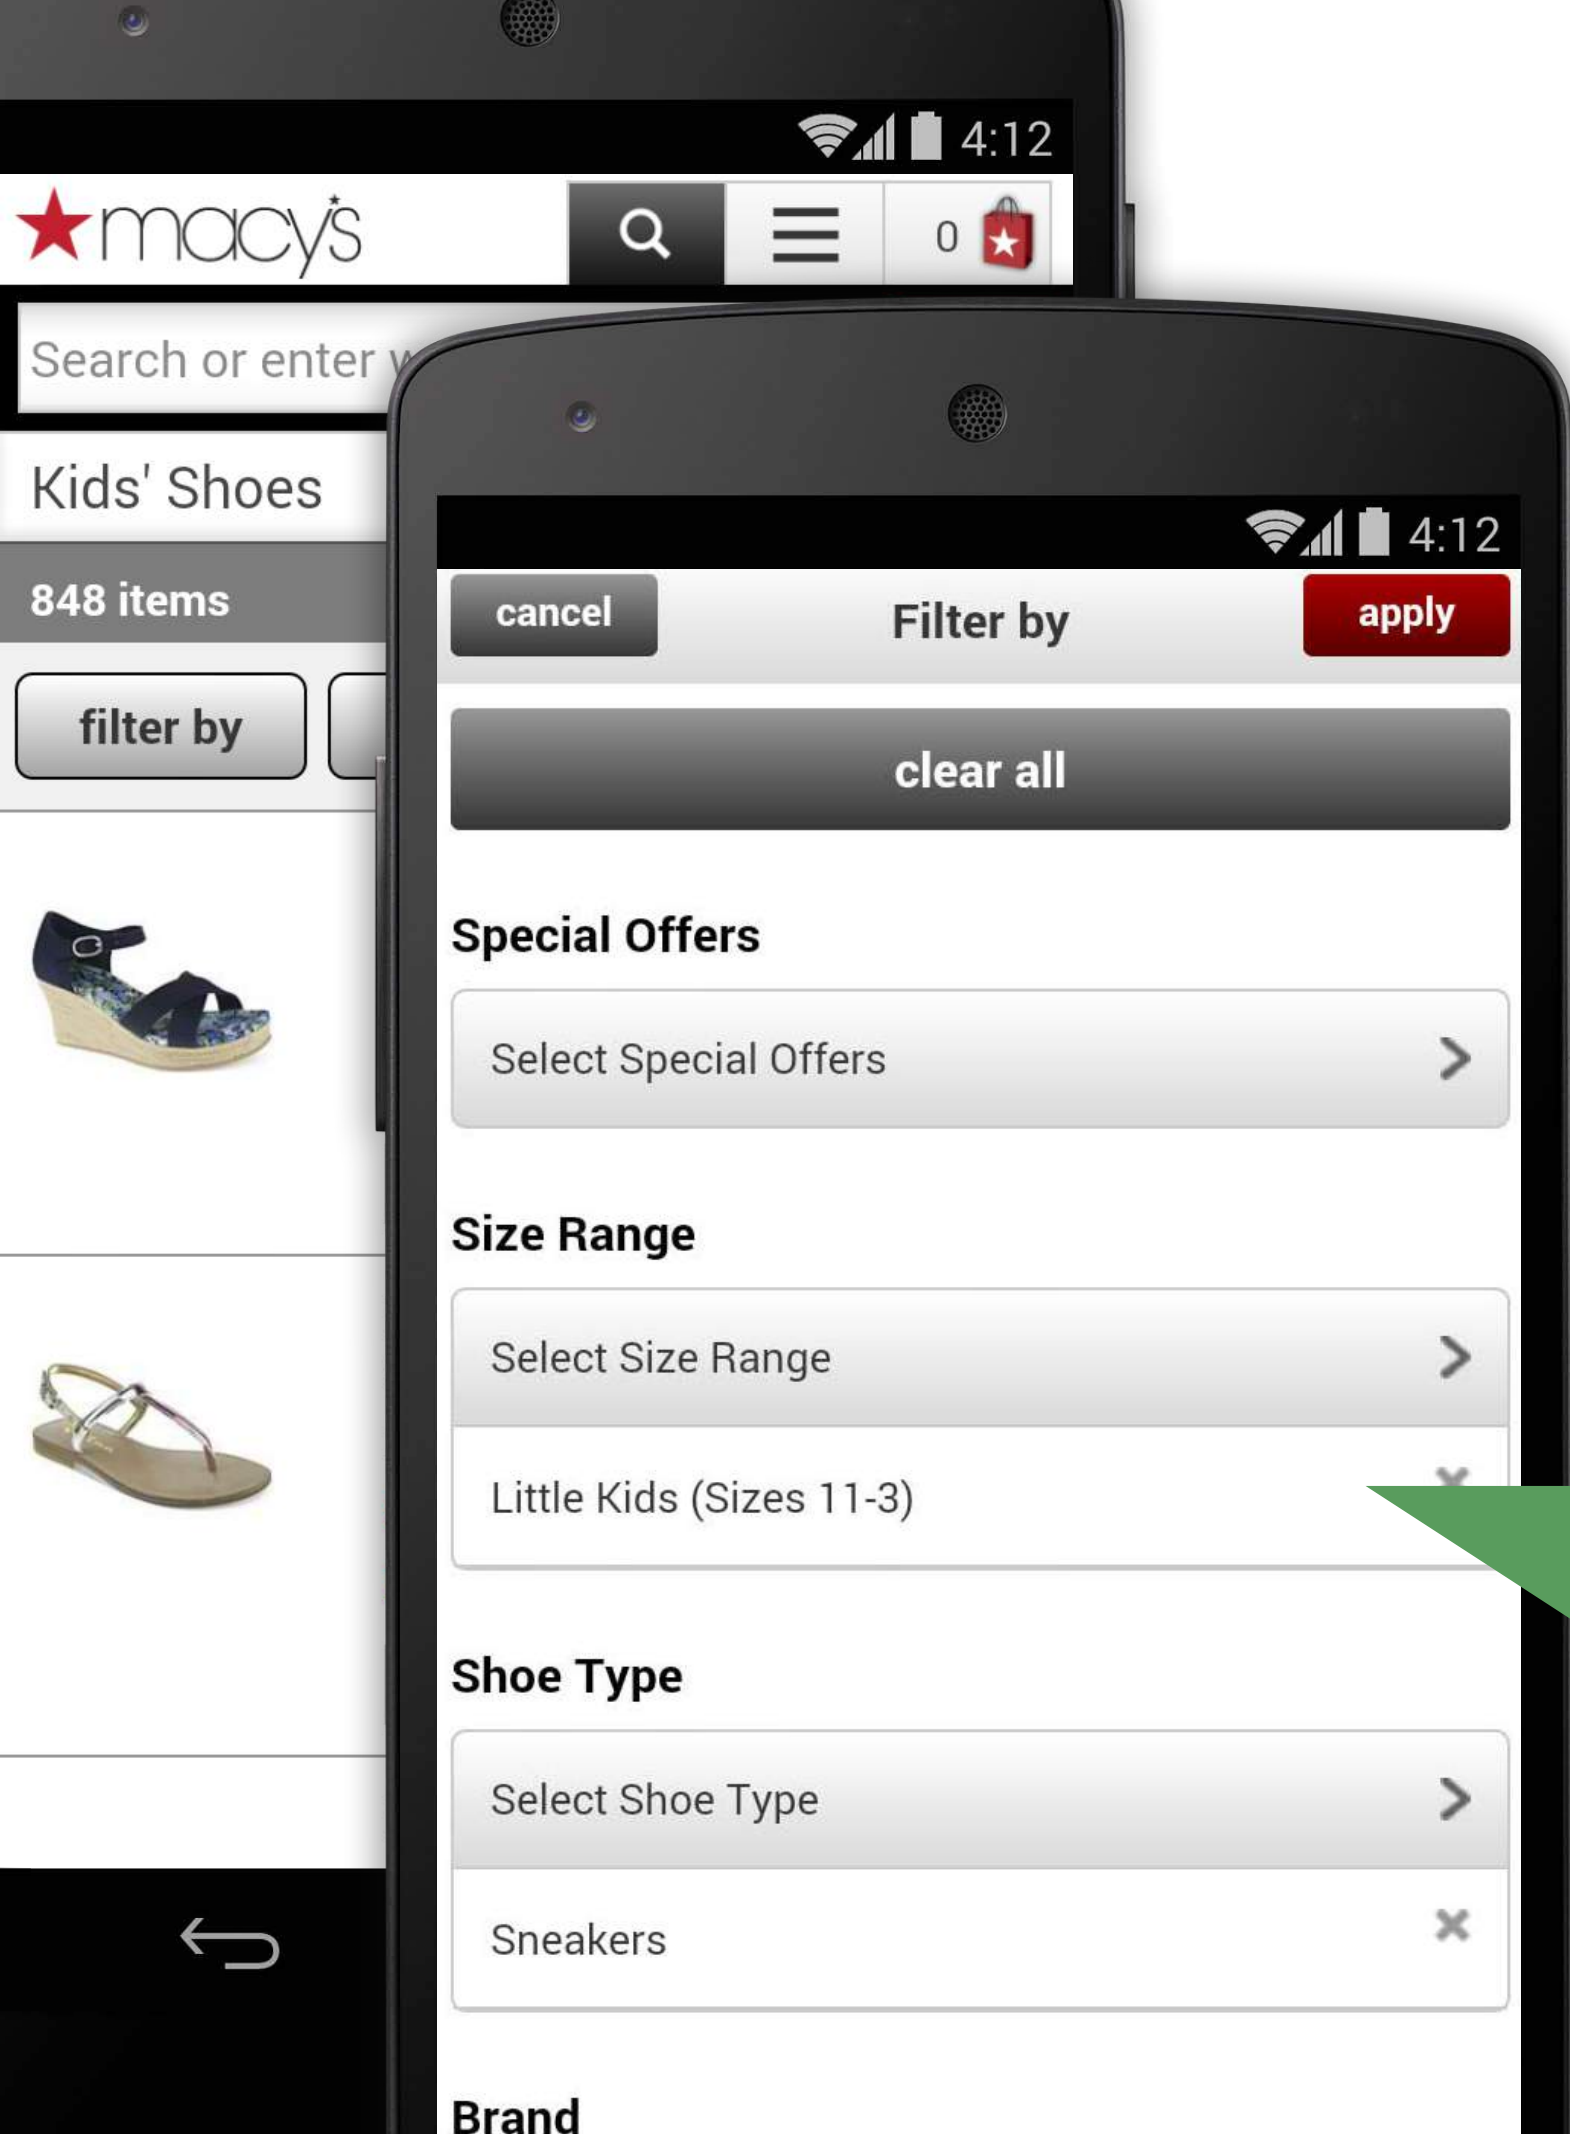 4:12
macy's
0
Search or enter
Kids' Shoes
848 items
filter by
4:12
cancel
Filter by
apply
clear all
Special Offers
Select Special Offers
Size Range
Select Size Range
Little Kids (Sizes 11-3)
Shoe Type
Select Shoe Type
Sneakers
Brand